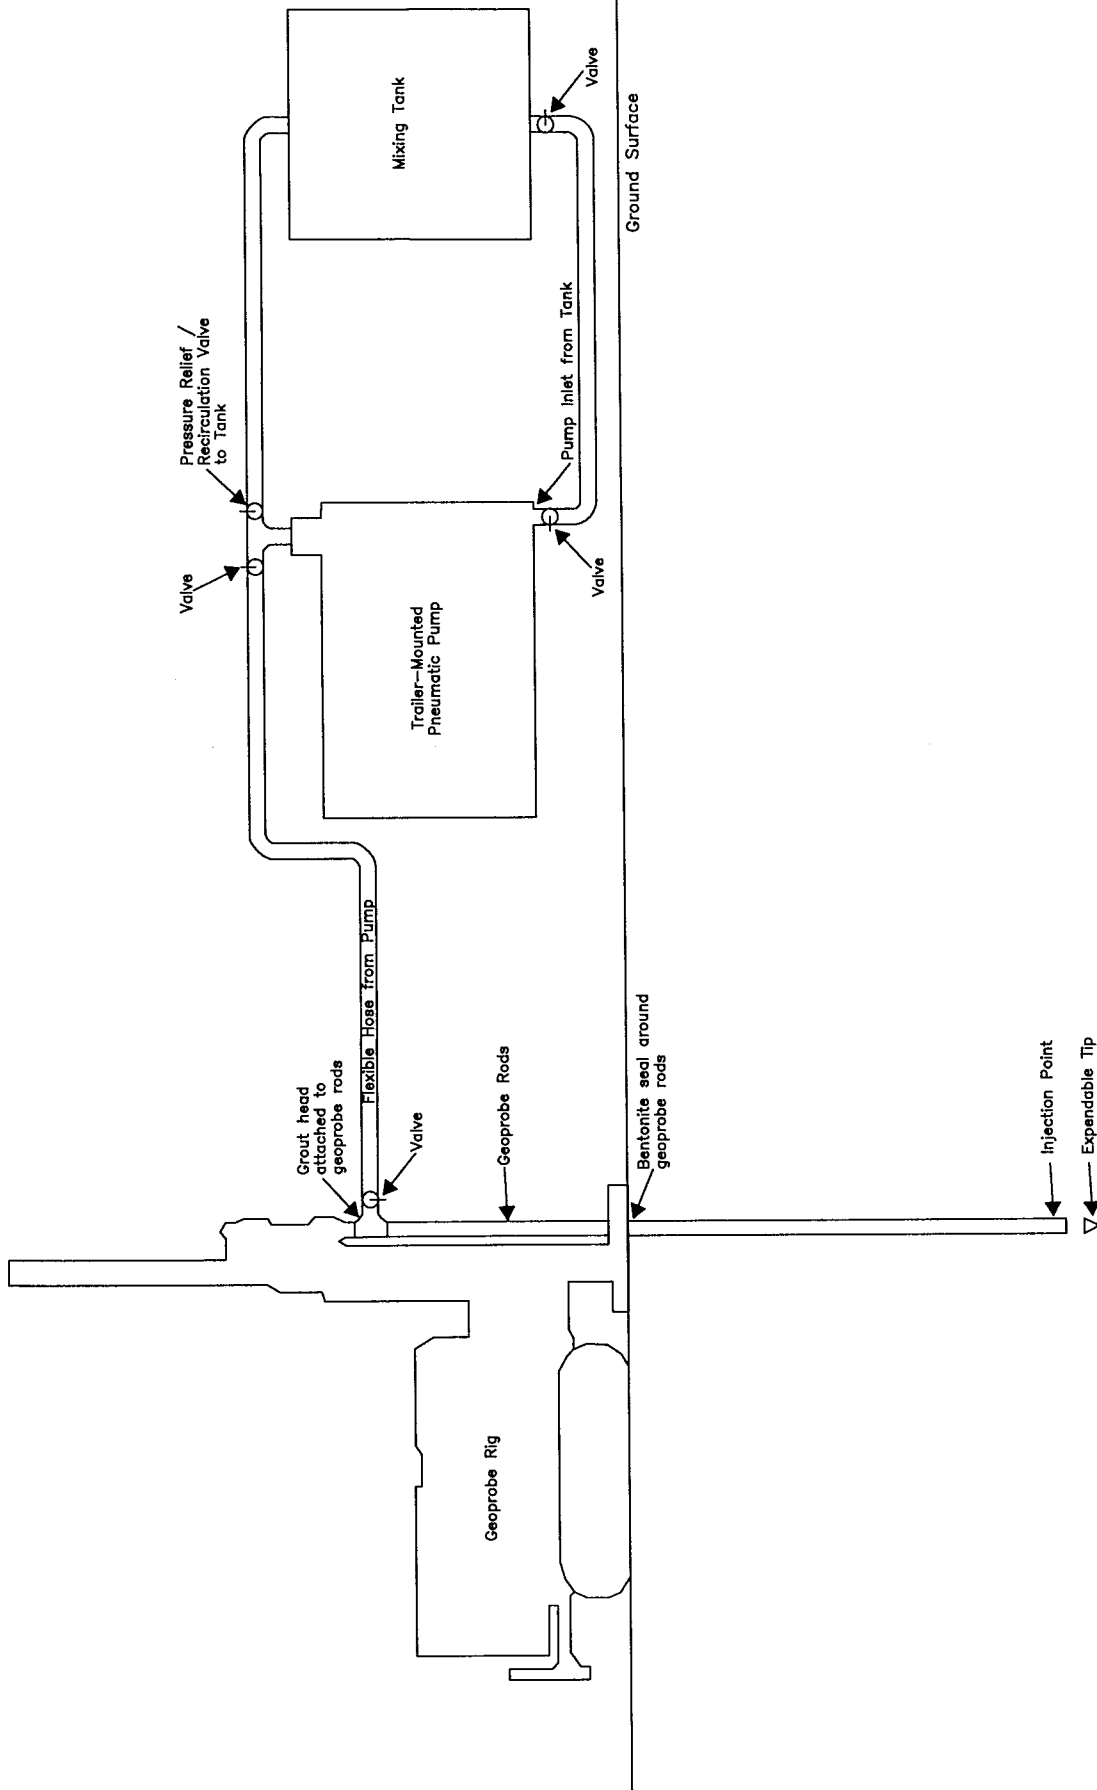 Geoprobe Rig
Grout head
attached to
geoprobe rods
Valve
Flexible Hose from Pump
Geoprobe Rods
Bentonite seal around
geoprobe rods
Injection Point
Expendable Tip
Valve
Pressure Relief /
Recirculation Valve
to Tank
Trailer-Mounted
Pneumatic Pump
Valve
Pump Inlet from Tank
Mixing Tank
Valve
Ground Surface